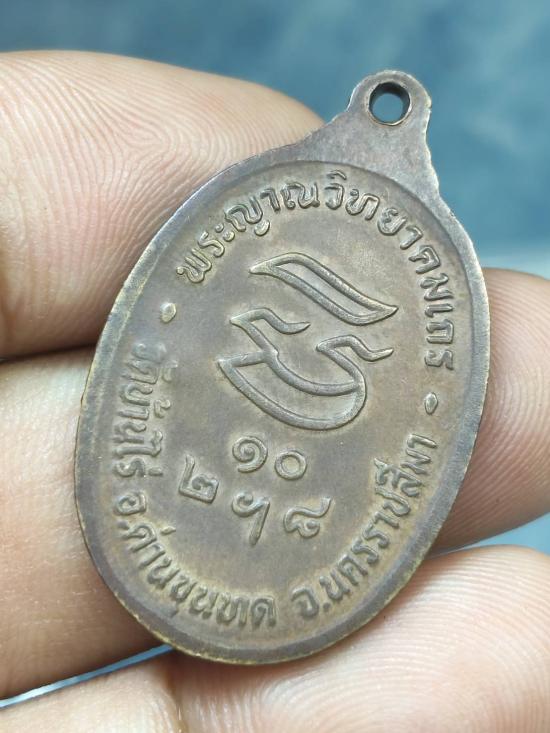 • พระญาณวิทยาคมเถร •
๑๐
๒ ฯ ๘
วัดบ้านไร่ อ.ด่านขุนทด จ.นครราชสีมา